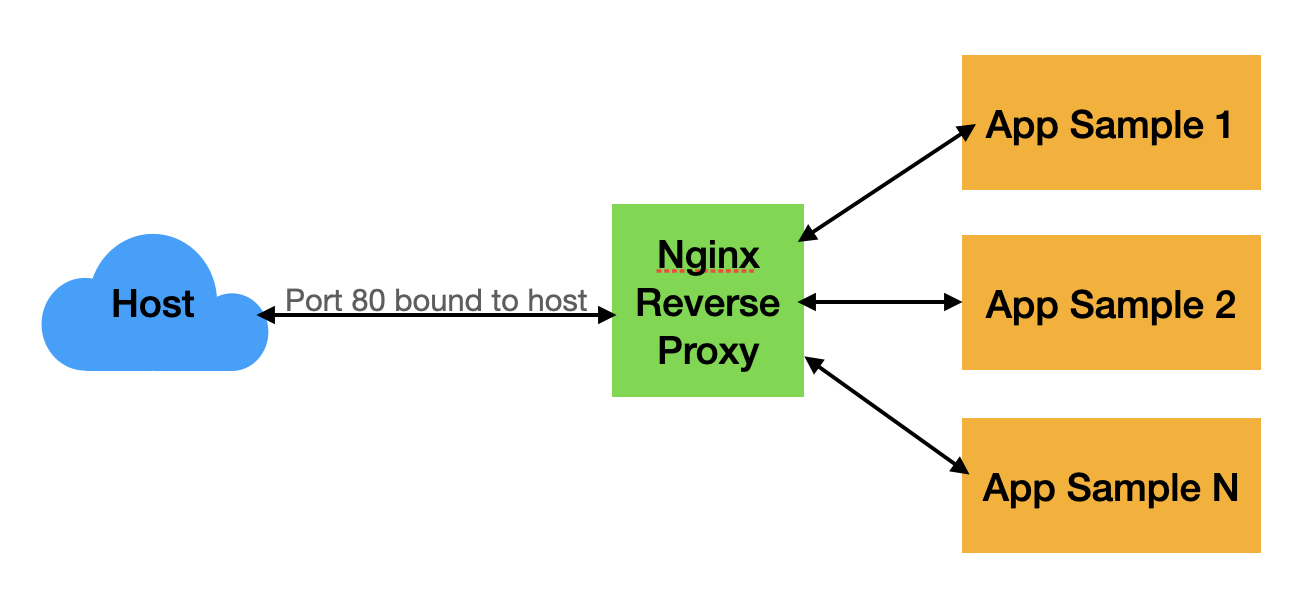 Host
Port 80 bound to host
Nginx
Reverse
Proxy
App Sample 1
App Sample 2
App Sample N